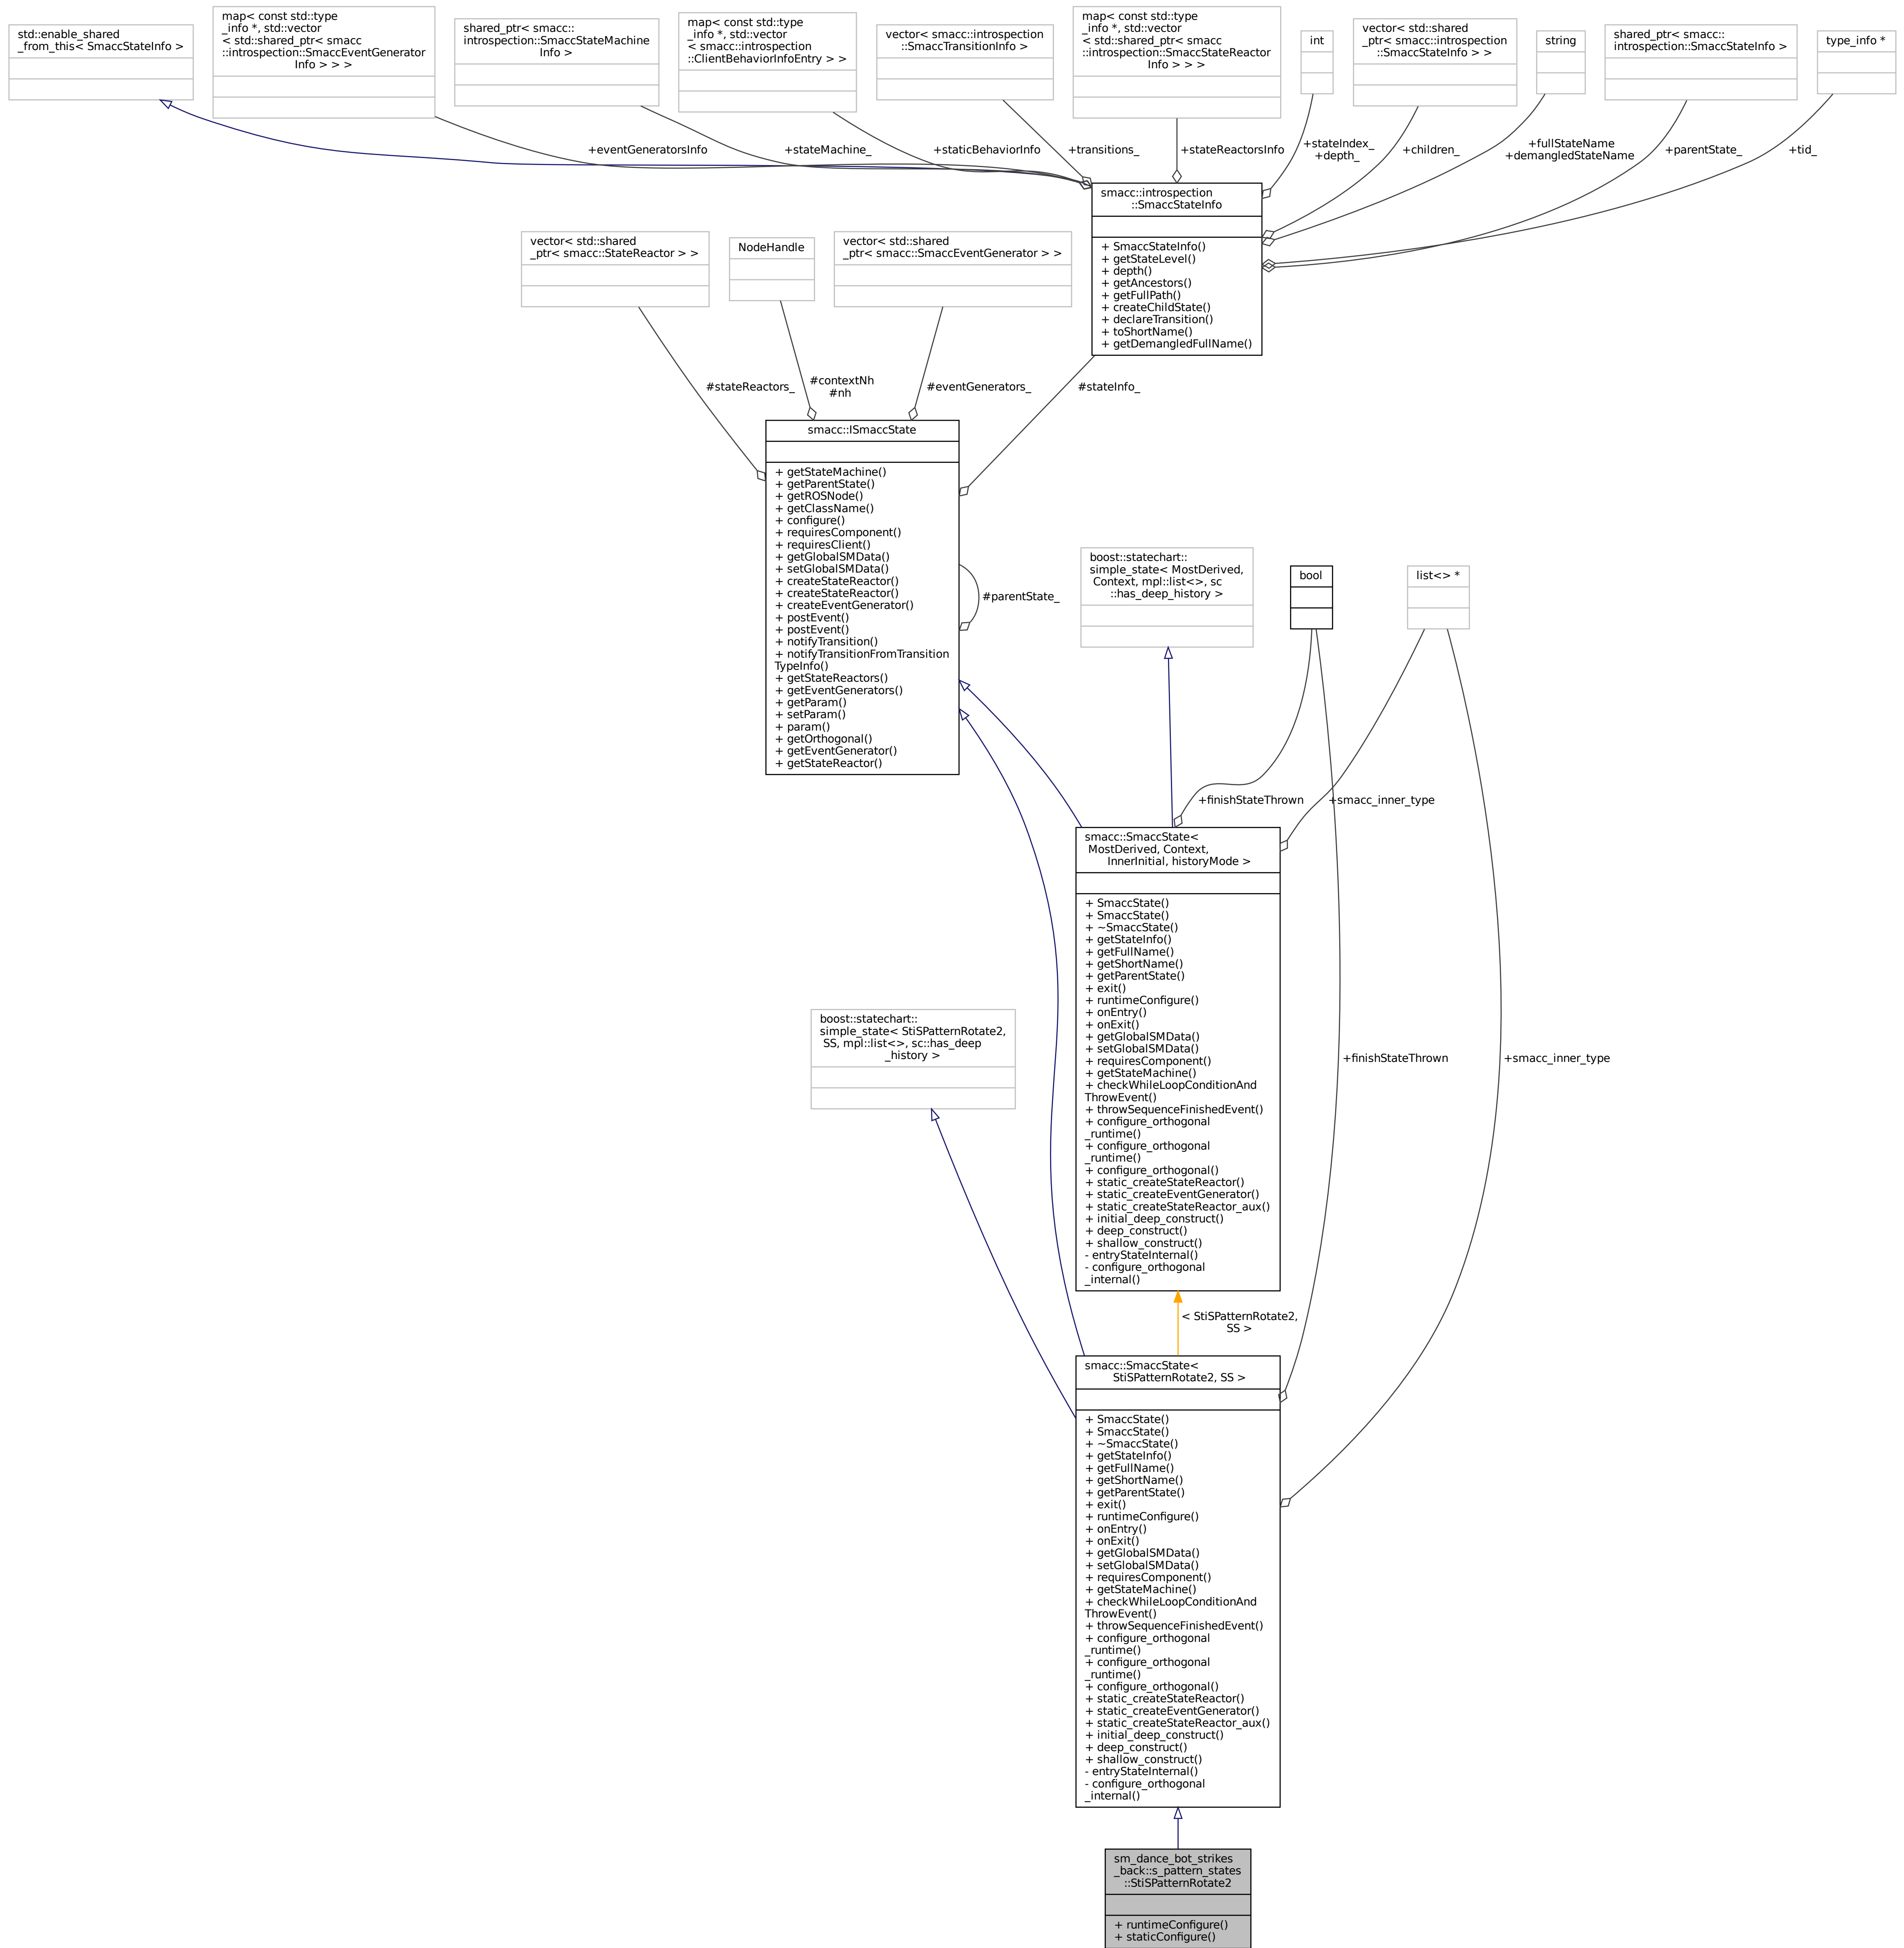 std::enable_shared
_from_this< SmaccStateInfo >
map< const std::type
_info *, std::vector
< std::shared_ptr< smacc
::introspection::SmaccEventGenerator
Info > > >
shared_ptr< smacc::
introspection::SmaccStateMachine
Info >
map< const std::type
_info *, std::vector
< smacc::introspection
::ClientBehaviorInfoEntry > >
vector< smacc::introspection
::SmaccTransitionInfo >
map< const std::type
_info *, std::vector
< std::shared_ptr< smacc
::introspection::SmaccStateReactor
Info > > >
int
vector< std::shared
_ptr< smacc::introspection
::SmaccStateInfo > >
string
shared_ptr< smacc::
introspection::SmaccStateInfo >
type_info *
+eventGeneratorsInfo
+stateMachine_
+staticBehaviorInfo
+transitions_
+stateReactorsInfo
+stateIndex_
+depth_
+children_
+fullStateName
+demangledStateName
+parentState_
+tid_
smacc::introspection
::SmaccStateInfo
+ SmaccStateInfo()
+ getStateLevel()
+ depth()
+ getAncestors()
+ getFullPath()
+ createChildState()
+ declareTransition()
+ toShortName()
+ getDemangledFullName()
vector< std::shared
_ptr< smacc::StateReactor > >
NodeHandle
vector< std::shared
_ptr< smacc::SmaccEventGenerator > >
#stateReactors_
#contextNh
#nh
#eventGenerators_
#stateInfo_
smacc::ISmaccState
+ getStateMachine()
+ getParentState()
+ getROSNode()
+ getClassName()
+ configure()
+ requiresComponent()
+ requiresClient()
+ getGlobalSMData()
+ setGlobalSMData()
+ createStateReactor()
+ createStateReactor()
+ createEventGenerator()
+ postEvent()
+ postEvent()
+ notifyTransition()
+ notifyTransitionFromTransition
TypeInfo()
+ getStateReactors()
+ getEventGenerators()
+ getParam()
+ setParam()
+ param()
+ getOrthogonal()
+ getEventGenerator()
+ getStateReactor()
#parentState_
boost::statechart::
simple_state< MostDerived,
Context, mpl::list<>, sc
::has_deep_history >
bool
list<> *
+finishStateThrown
+smacc_inner_type
smacc::SmaccState<
MostDerived, Context,
InnerInitial, historyMode >
+ SmaccState()
+ SmaccState()
+ ~SmaccState()
+ getStateInfo()
+ getFullName()
+ getShortName()
+ getParentState()
+ exit()
+ runtimeConfigure()
+ onEntry()
+ onExit()
+ getGlobalSMData()
+ setGlobalSMData()
+ requiresComponent()
+ getStateMachine()
+ checkWhileLoopConditionAnd
ThrowEvent()
+ throwSequenceFinishedEvent()
+ configure_orthogonal
_runtime()
+ configure_orthogonal
_runtime()
+ configure_orthogonal()
+ static_createStateReactor()
+ static_createEventGenerator()
+ static_createStateReactor_aux()
+ initial_deep_construct()
+ deep_construct()
+ shallow_construct()
- entryStateInternal()
- configure_orthogonal
_internal()
boost::statechart::
simple_state< StiSPatternRotate2,
SS, mpl::list<>, sc::has_deep
_history >
+finishStateThrown
+smacc_inner_type
< StiSPatternRotate2,
SS >
smacc::SmaccState<
StiSPatternRotate2, SS >
+ SmaccState()
+ SmaccState()
+ ~SmaccState()
+ getStateInfo()
+ getFullName()
+ getShortName()
+ getParentState()
+ exit()
+ runtimeConfigure()
+ onEntry()
+ onExit()
+ getGlobalSMData()
+ setGlobalSMData()
+ requiresComponent()
+ getStateMachine()
+ checkWhileLoopConditionAnd
ThrowEvent()
+ throwSequenceFinishedEvent()
+ configure_orthogonal
_runtime()
+ configure_orthogonal
_runtime()
+ configure_orthogonal()
+ static_createStateReactor()
+ static_createEventGenerator()
+ static_createStateReactor_aux()
+ initial_deep_construct()
+ deep_construct()
+ shallow_construct()
- entryStateInternal()
- configure_orthogonal
_internal()
sm_dance_bot_strikes
_back::s_pattern_states
::StiSPatternRotate2
+ runtimeConfigure()
+ staticConfigure()